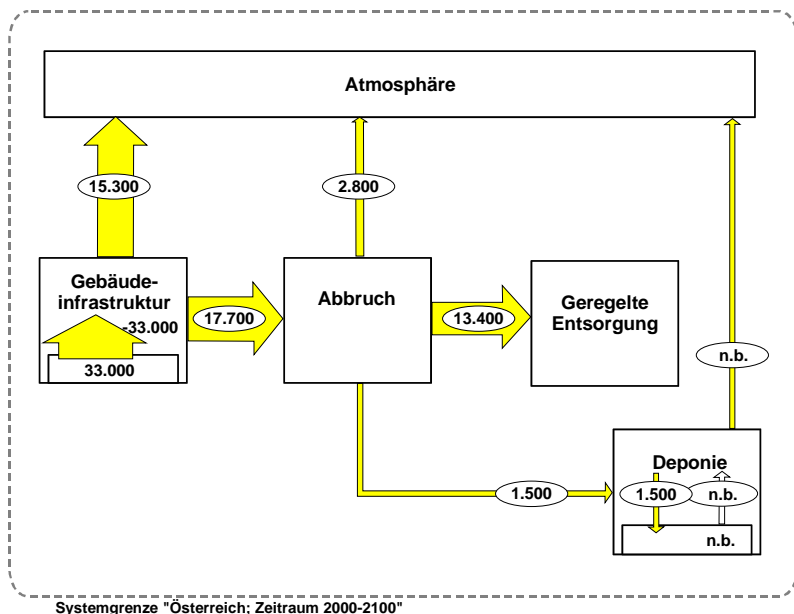 Atmosphäre
15.300
2.800
Gebäude-
infrastruktur
-33.000
33.000
17.700
Abbruch
13.400
Geregelte
Entsorgung
n.b.
Deponie
1.500
1.500
n.b.
n.b.
Systemgrenze "Österreich; Zeitraum 2000-2100"